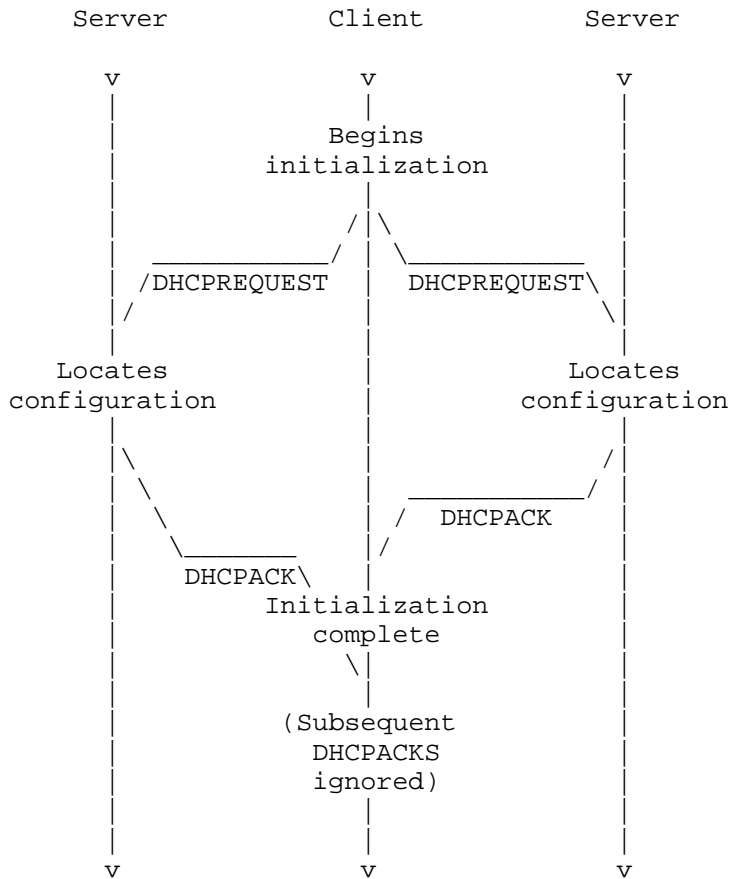 Server Client Server
v v v
Begins
initialization
DHCPREQUEST DHCPREQUEST
Locates Locates
configuration configuration
DHCPACK
DHCPACK
Initialization
complete
(Subsequent
DHCPACKS
ignored)
v v v